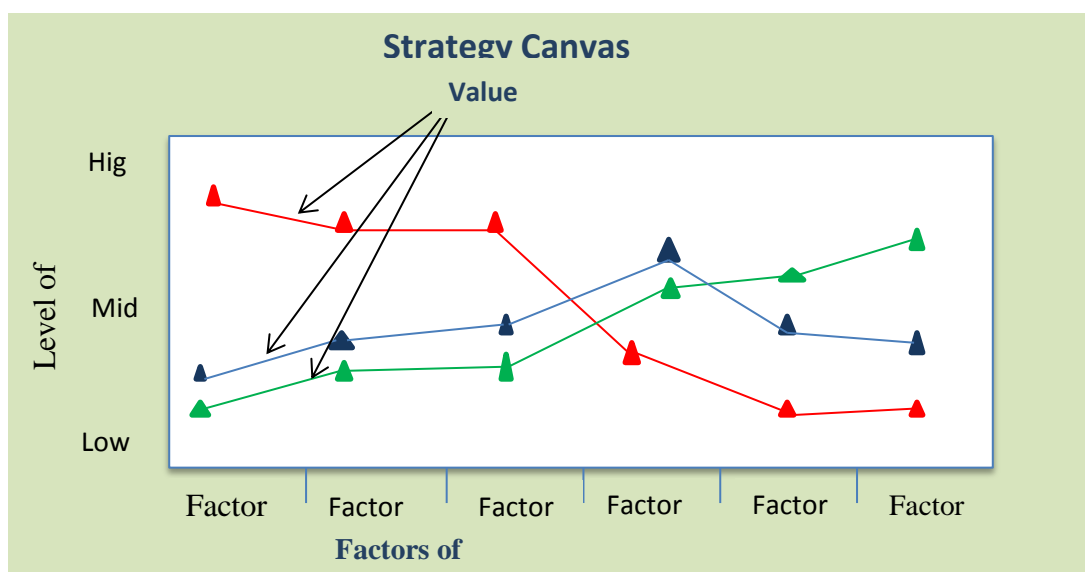 Strategy Canvas
Value
Hig
Mid
Low
Level of
Factor Factor Factor Factor Factor Factor
Factors of